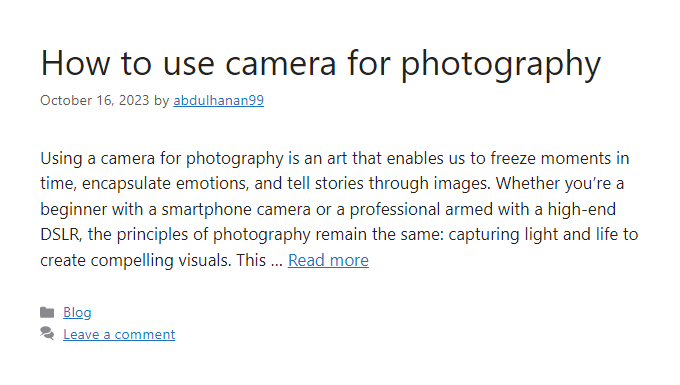 How to use camera for photography
October 16, 2023 by abdulhanan99
Using a camera for photography is an art that enables us to freeze moments in
time, encapsulate emotions, and tell stories through images. Whether you’re a
beginner with a smartphone camera or a professional armed with a high-end
DSLR, the principles of photography remain the same: capturing light and life to
create compelling visuals. This … Read more
Blog
Leave a comment